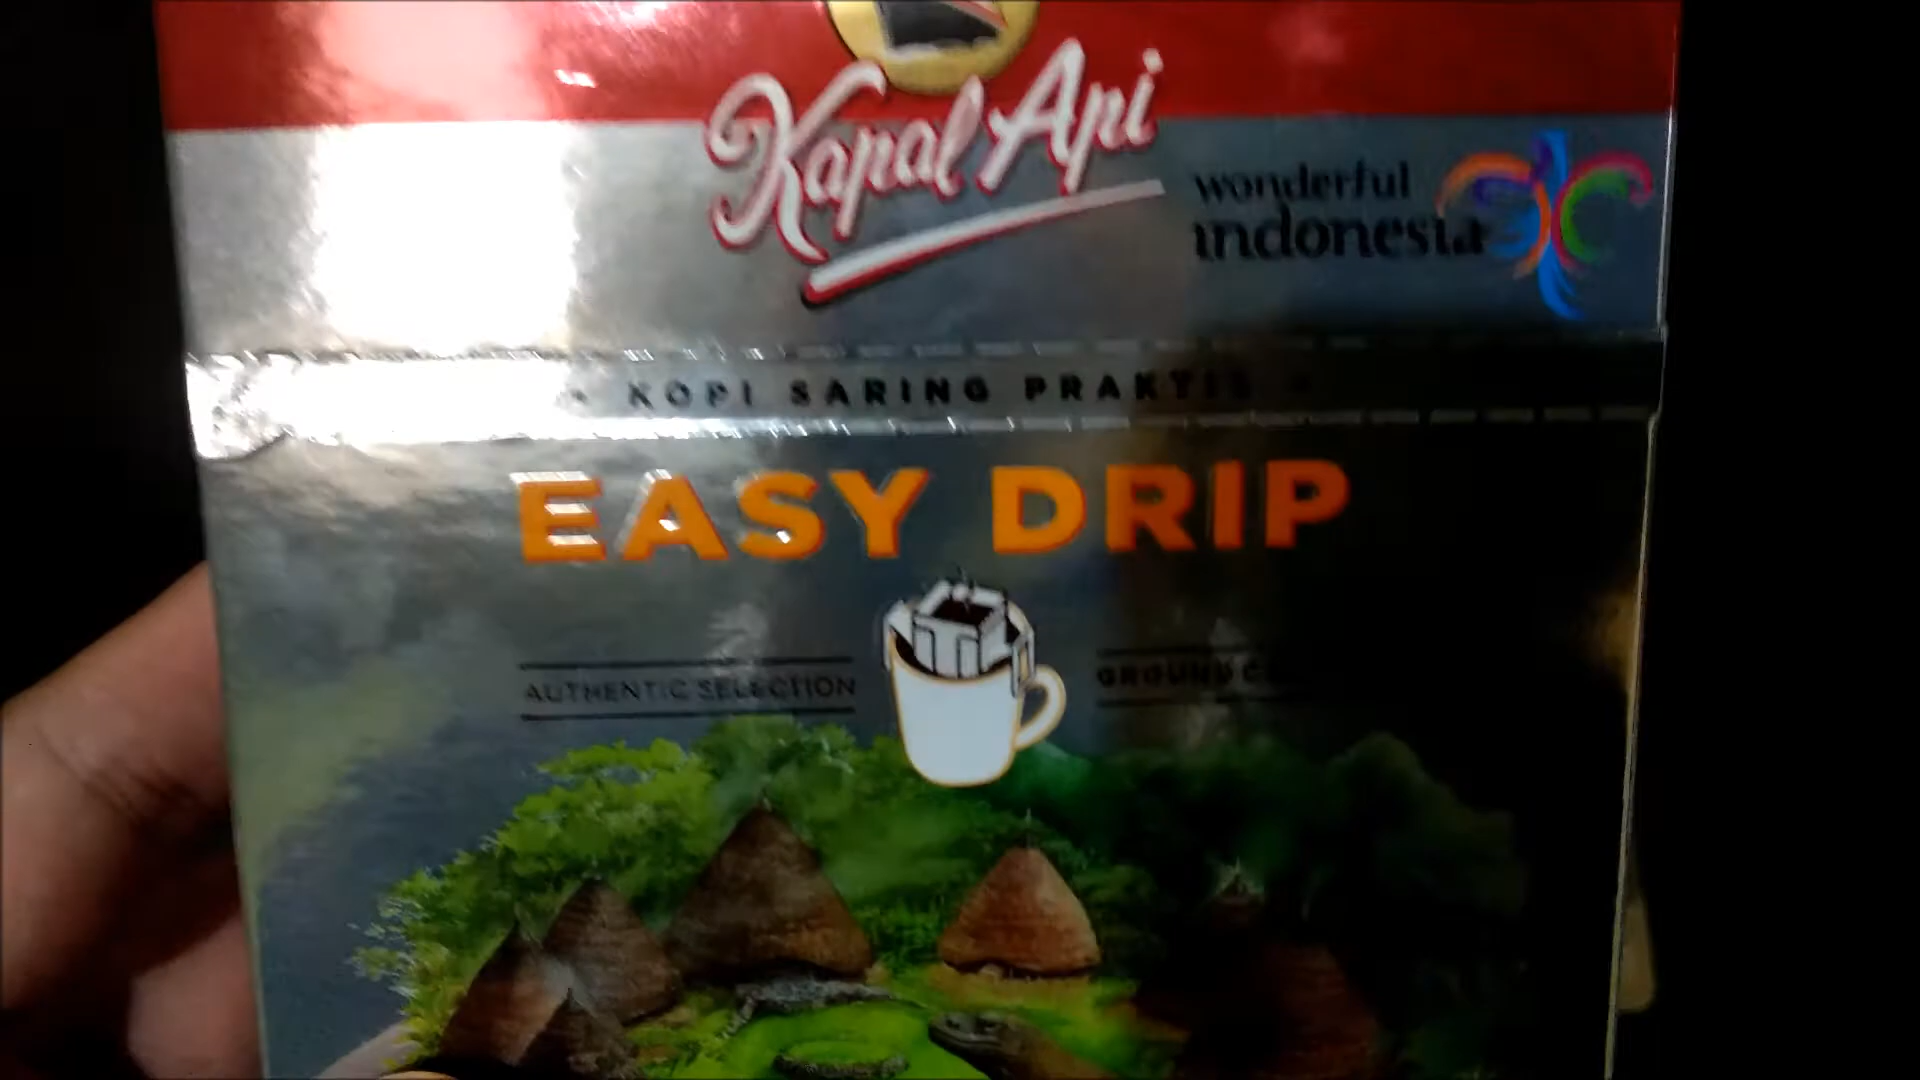 Kapal Api
wonderful
indonesia
KOPI SARING PRAKTIS
EASY DRIP
AUTHENTIC SELECTION
GROUND